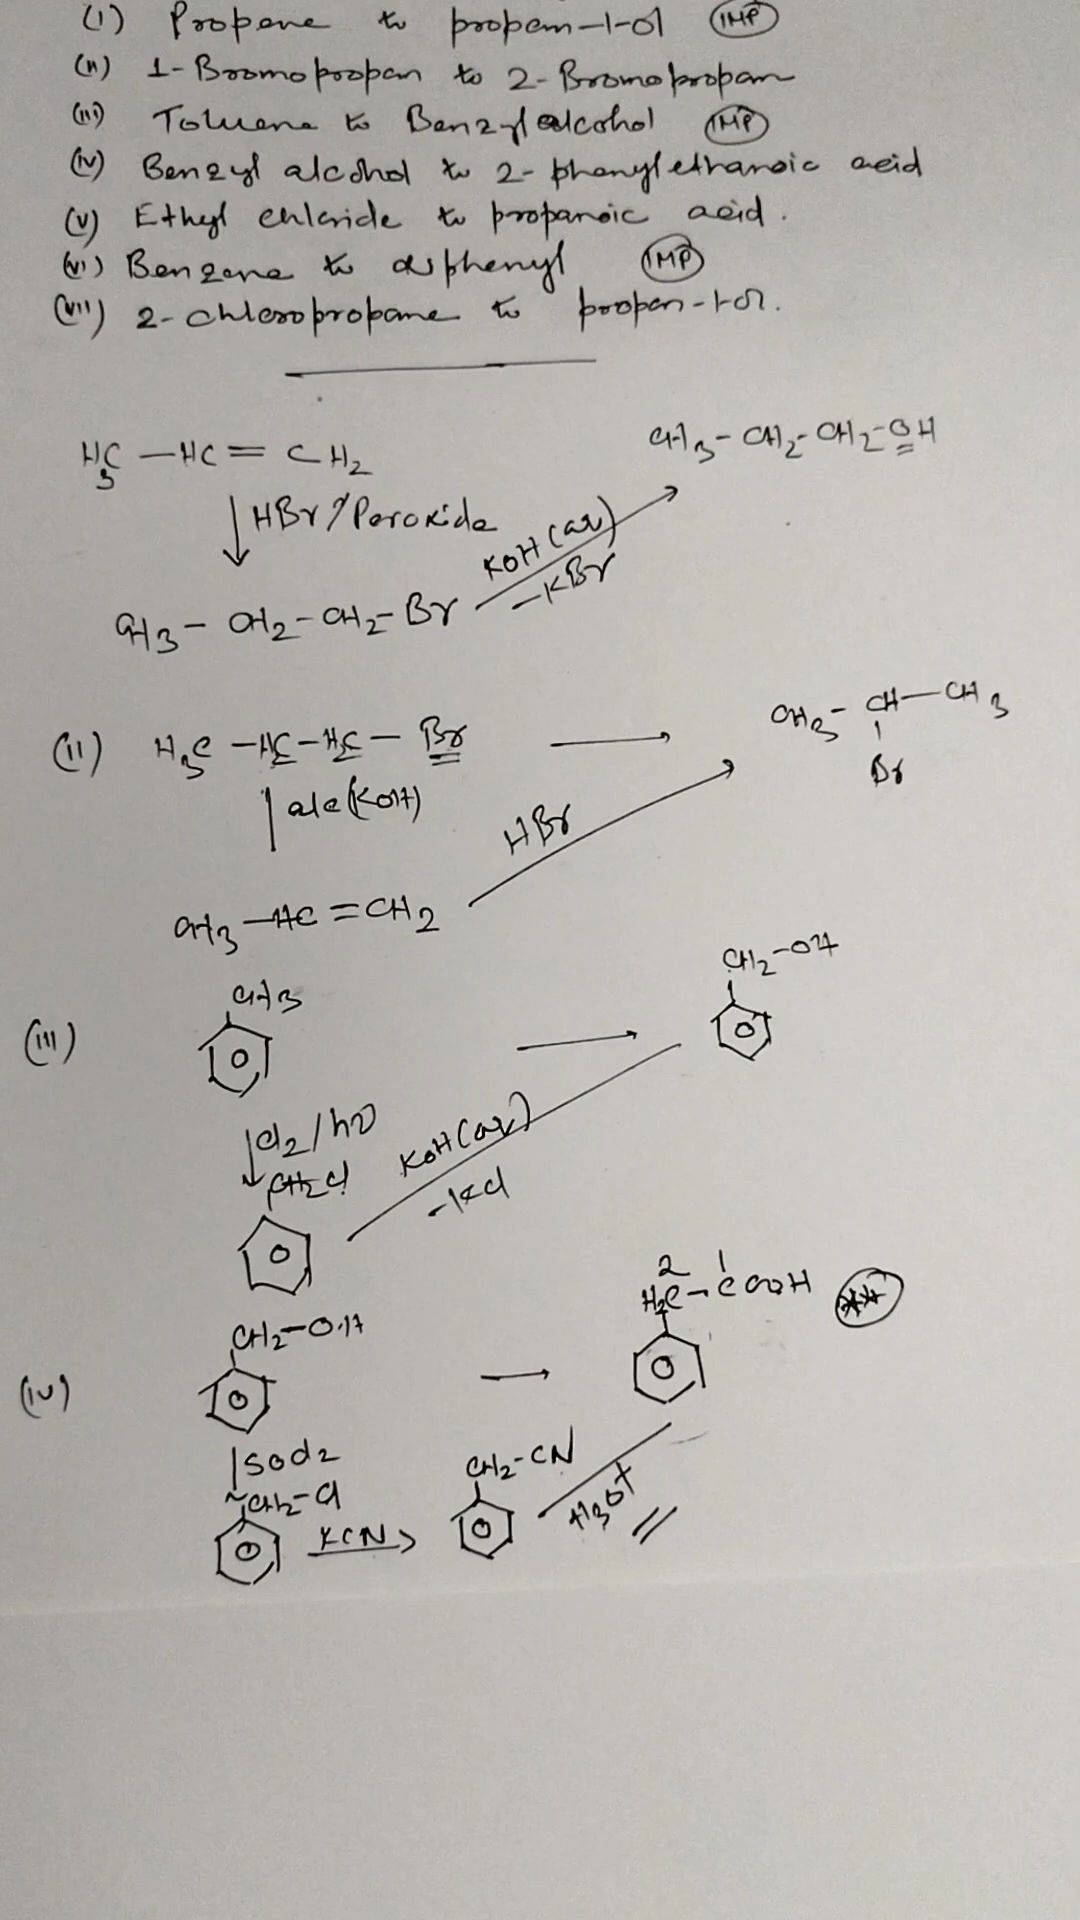 (i) Propene to propan-1-ol (IMP)
(ii) 1-Bromopropan to 2-Bromopropan
(iii) Toluene to Benzyl alcohol (IMP)
(iv) Benzyl alcohol to 2-phenylethanoic acid
(v) Ethyl chloride to propanoic acid.
(vi) Benzene to diphenyl (IMP)
(vii) 2-chloropropane to propan-1-ol.
H3C-HC=CH2
CH3-CH2-CH2-OH
HBr/Peroxide
KOH(aq)
-KBr
CH3-CH2-CH2-Br
(ii) H3C-H2C-H2C-Br
CH3-CH-CH3
Br
alc(KOH)
HBr
CH3-HC=CH2
(iii) CH3
CH2-OH
Cl2/hν
KOH(aq)
-KCl
CH2Cl
2 1
H2C-COOH
(iv) CH2-OH
SOCl2
CH2-Cl
KCN
CH2-CN
H3O+